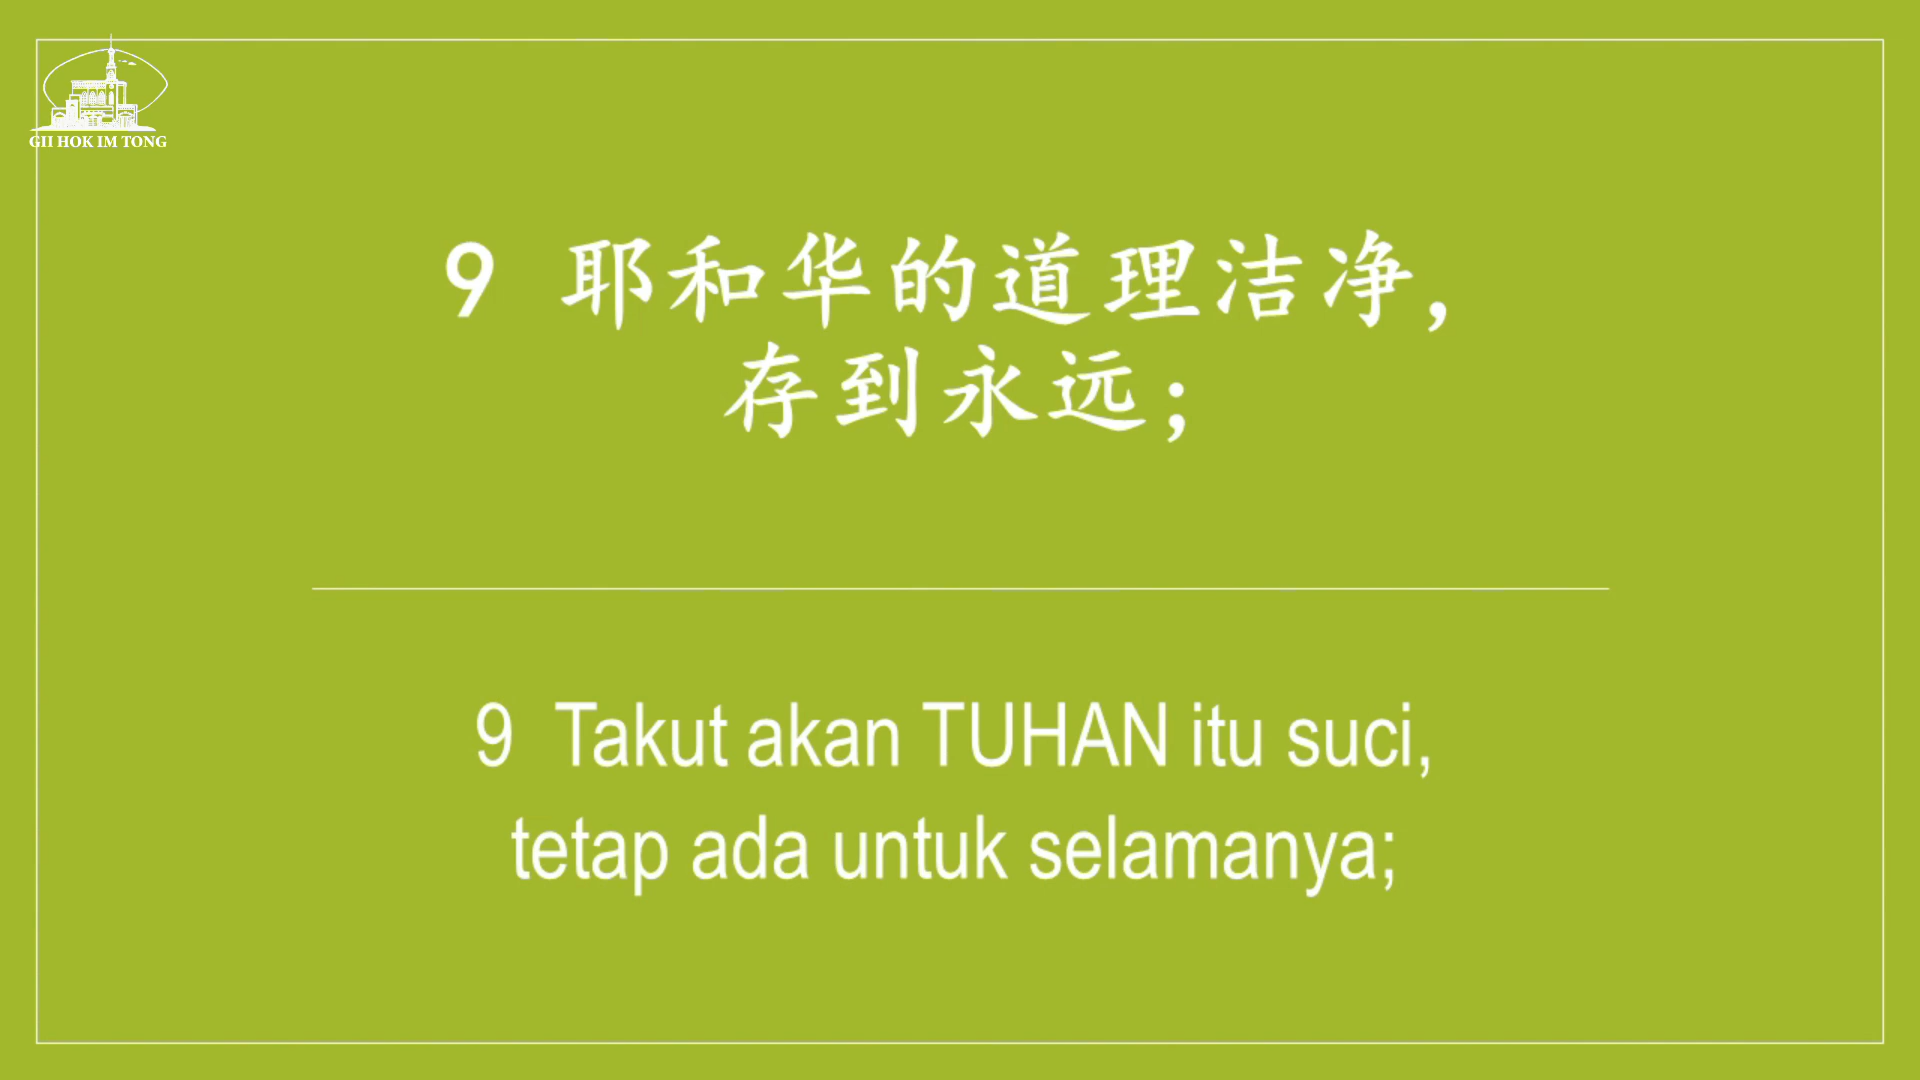 GII HOK IM TONG
9 耶和华的道理洁净，
存到永远；
9 Takut akan TUHAN itu suci,
tetap ada untuk selamanya;